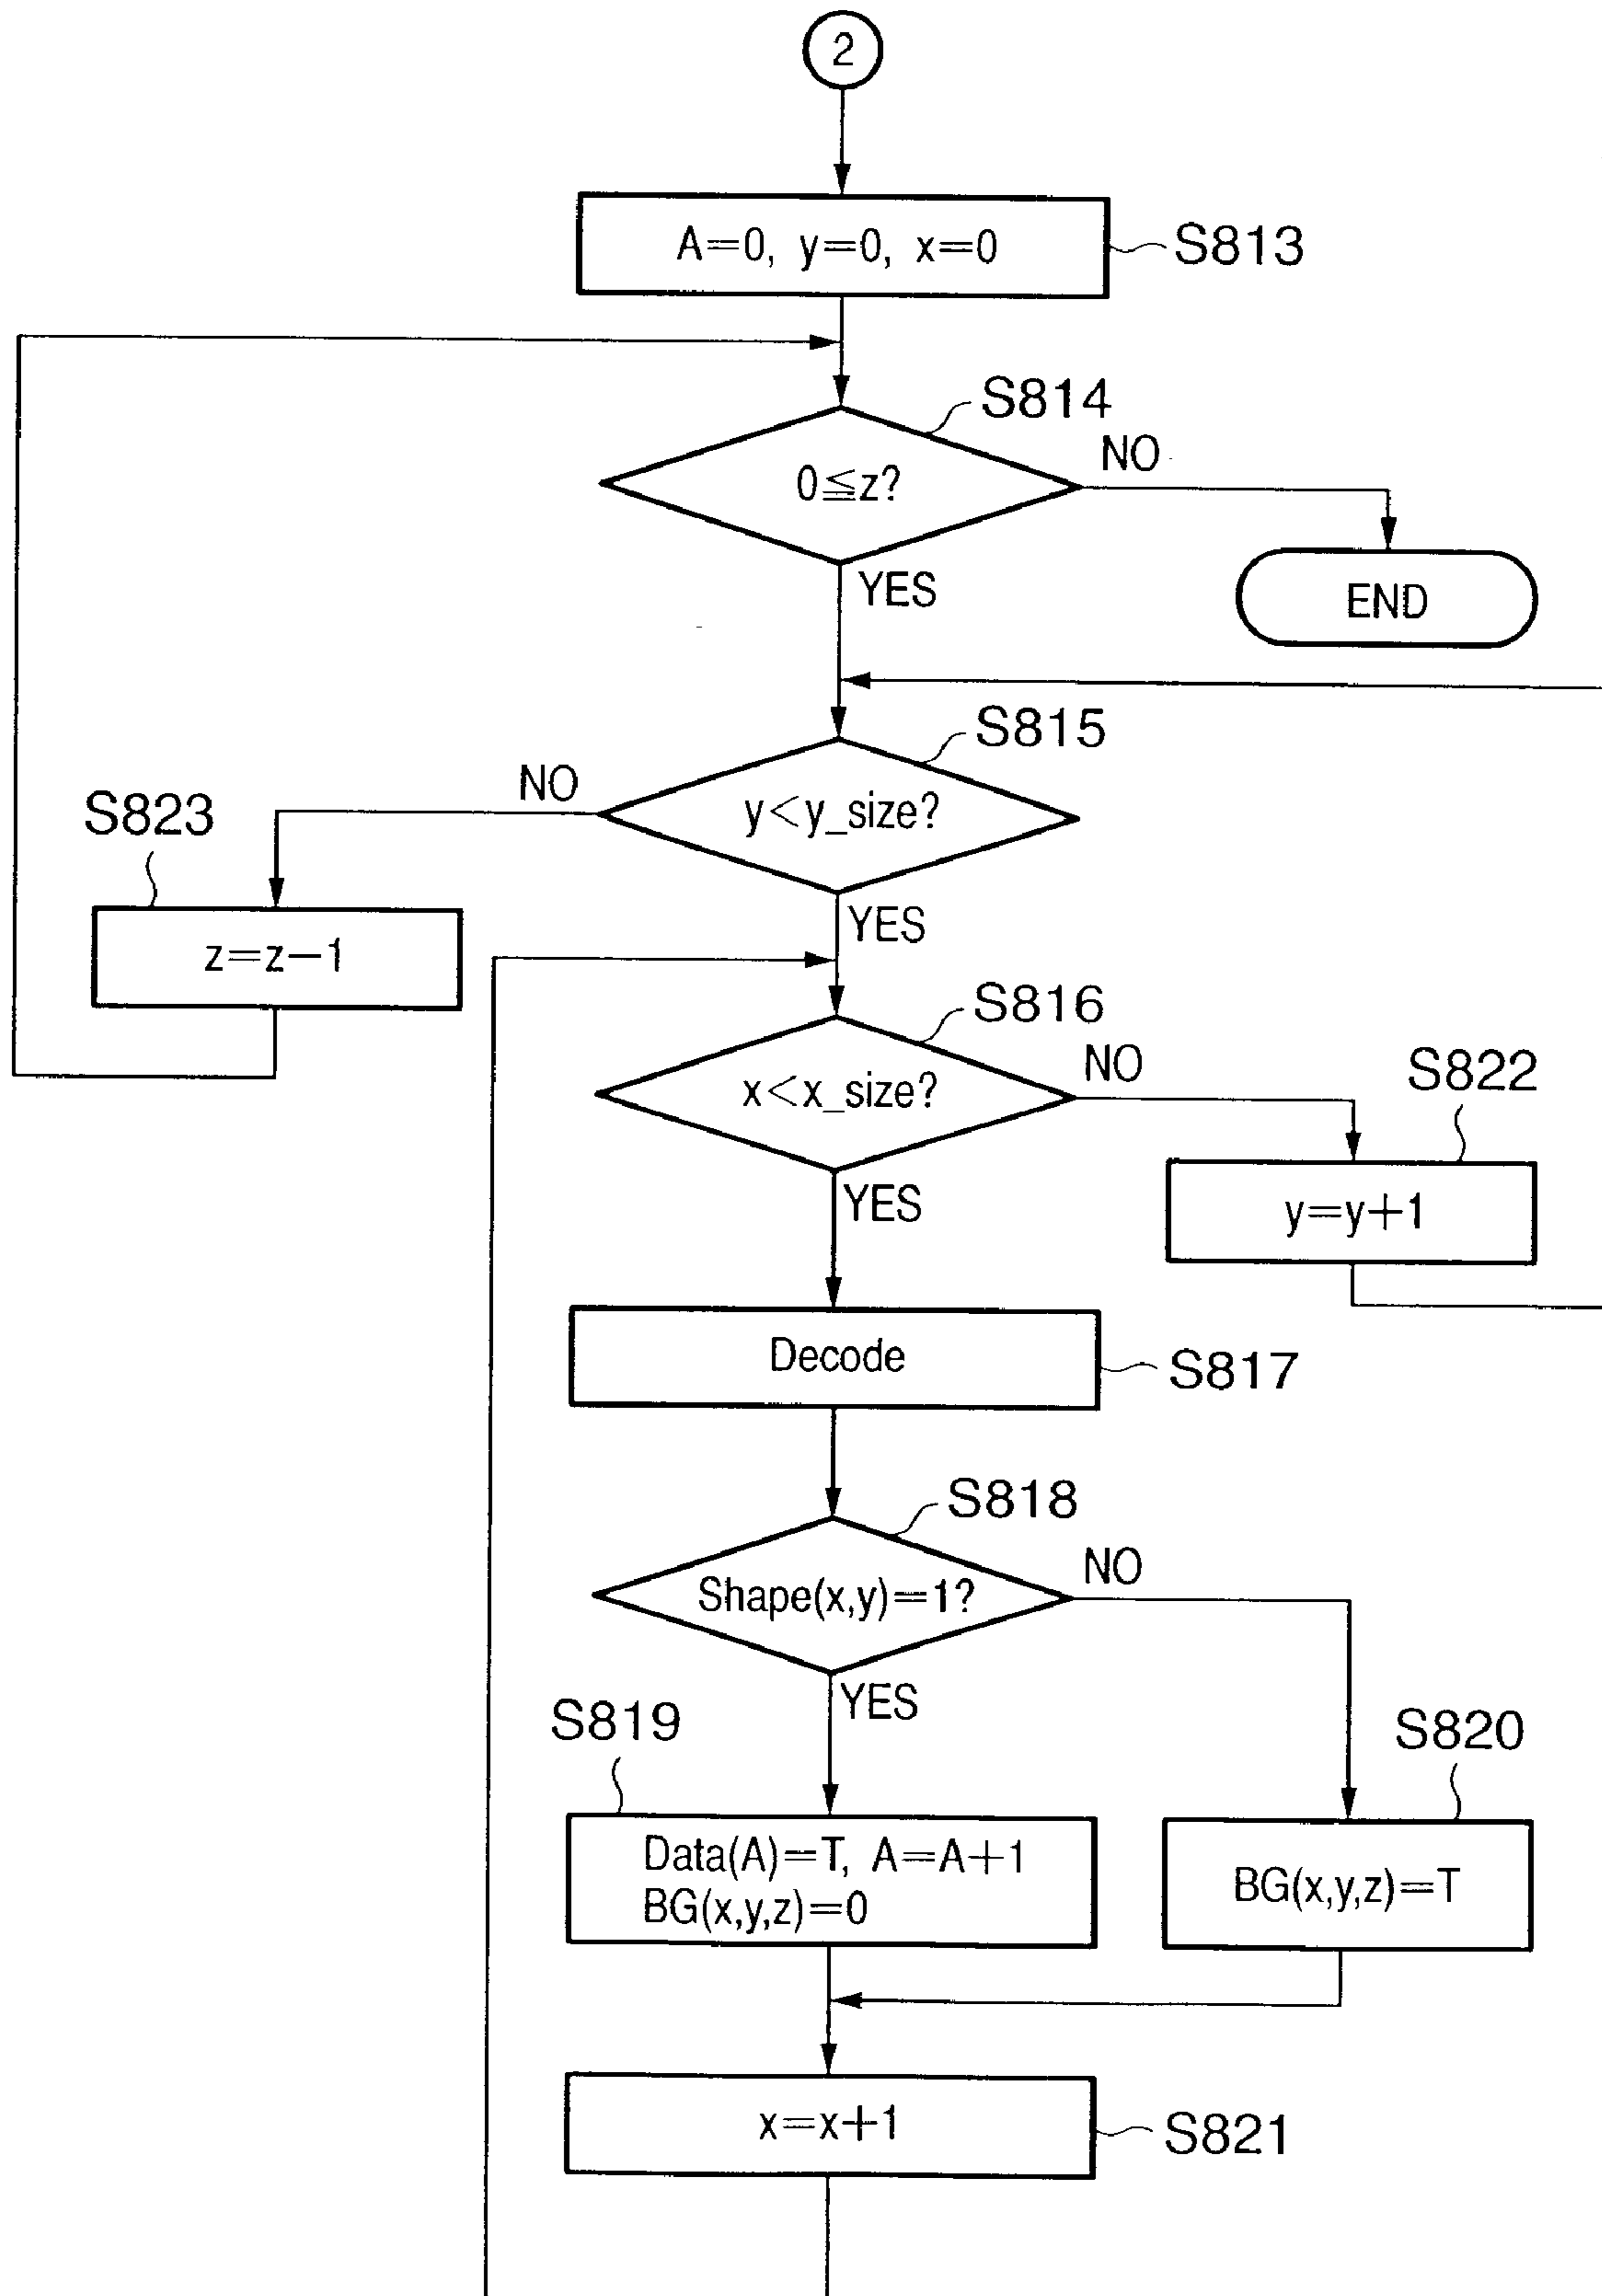 2
A=0, y=0, x=0
S813
S814
0≦z?
NO
YES
END
S815
y<y_size?
NO
S823
YES
z=z−1
S816
x<x_size?
NO
S822
YES
y=y+1
Decode
S817
S818
Shape(x,y)=1?
NO
YES
S819
S820
Data(A)=T, A=A+1
BG(x,y,z)=0
BG(x,y,z)=T
x=x+1
S821